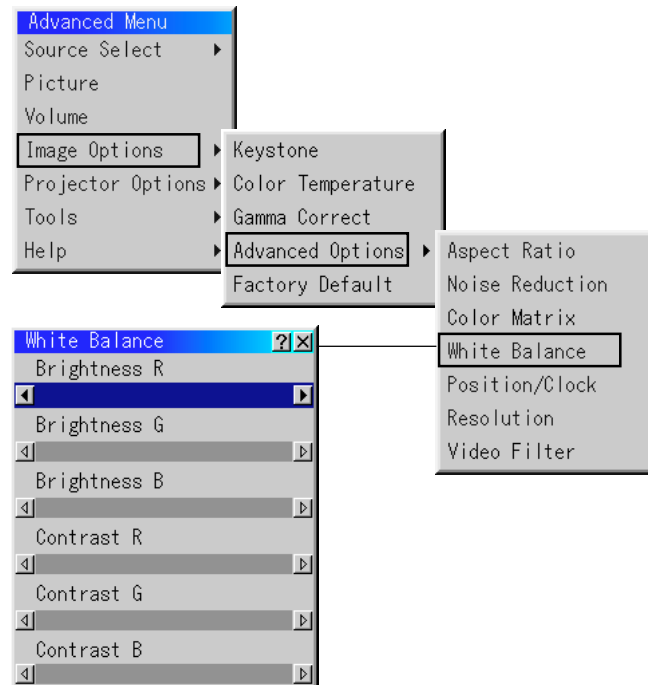 Advanced Menu
Source Select
Picture
Volume
Image Options
Projector Options
Tools
Help
Keystone
Color Temperature
Gamma Correct
Advanced Options
Factory Default
Aspect Ratio
Noise Reduction
Color Matrix
White Balance
Position/Clock
Resolution
Video Filter
White Balance ? ×
Brightness R
Brightness G
Brightness B
Contrast R
Contrast G
Contrast B